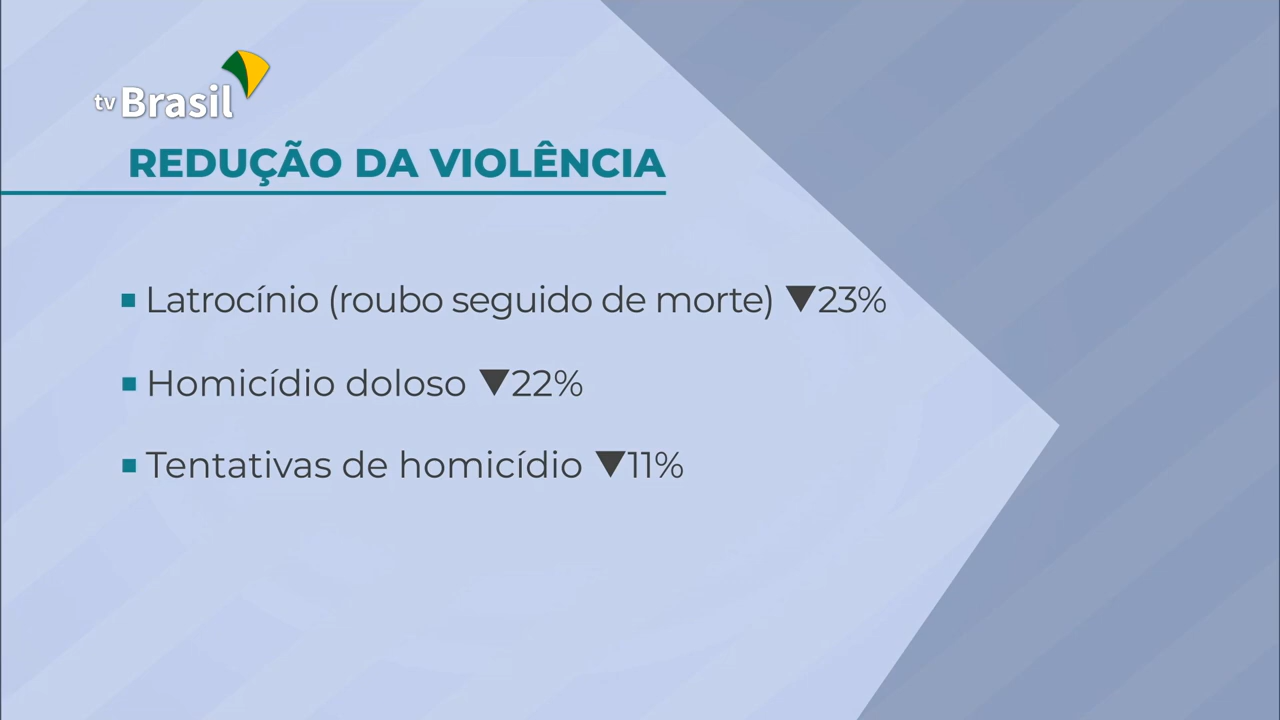 tv Brasil
REDUÇÃO DA VIOLÊNCIA
▪ Latrocínio (roubo seguido de morte) ▼23%
▪ Homicídio doloso ▼22%
▪ Tentativas de homicídio ▼11%